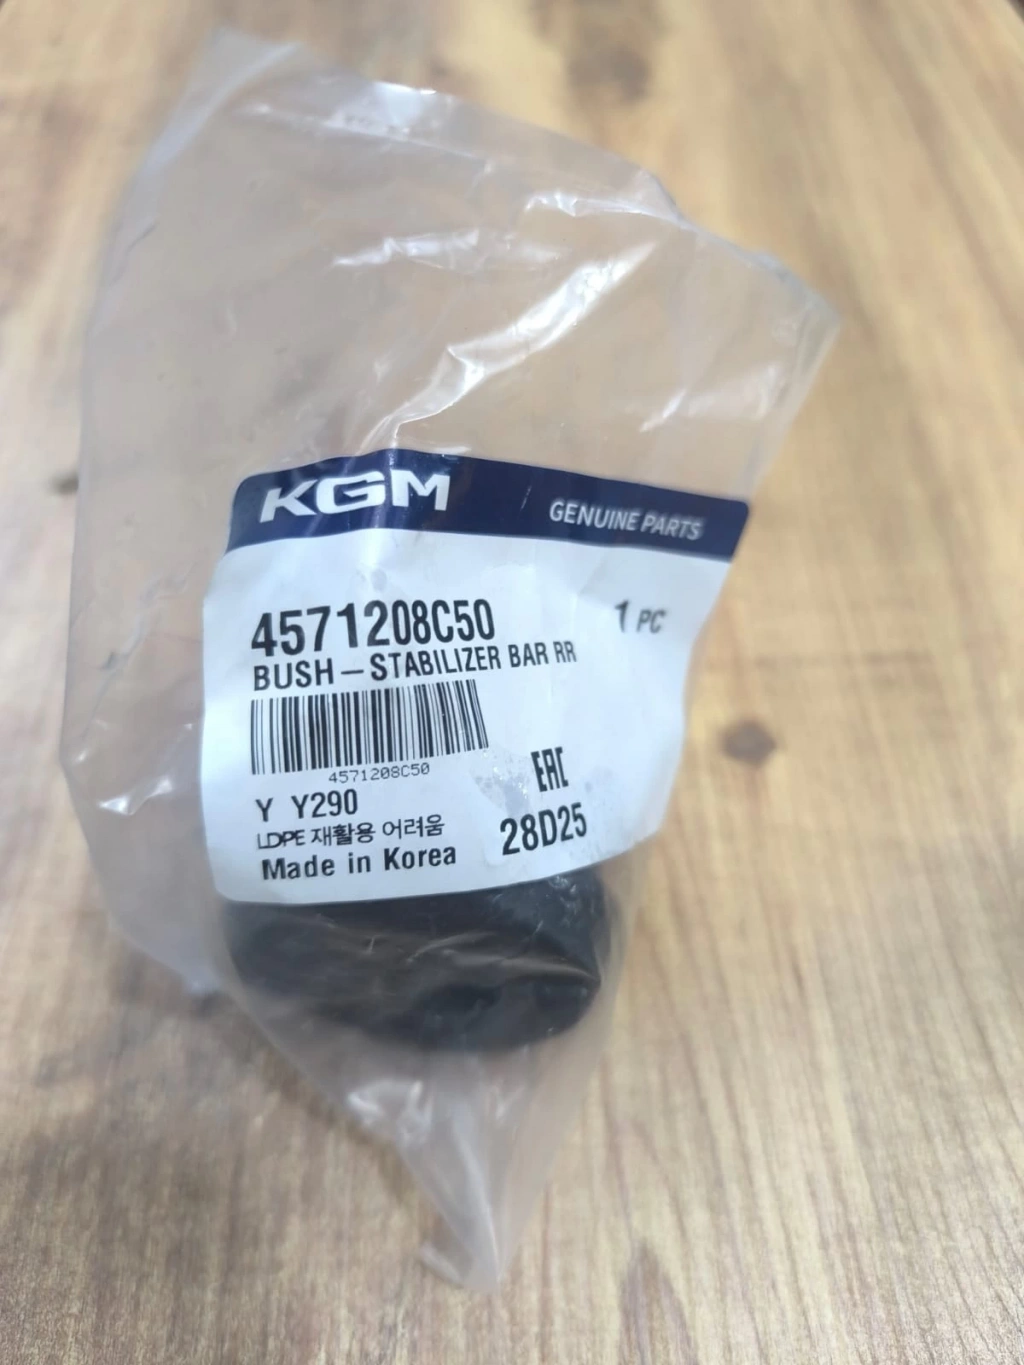 KGM GENUINE PARTS
4571208C50 1 PC
BUSH – STABILIZER BAR RR
4571208C50
EAC
Y Y290
LDPE 재활용 어려움
28D25
Made in Korea